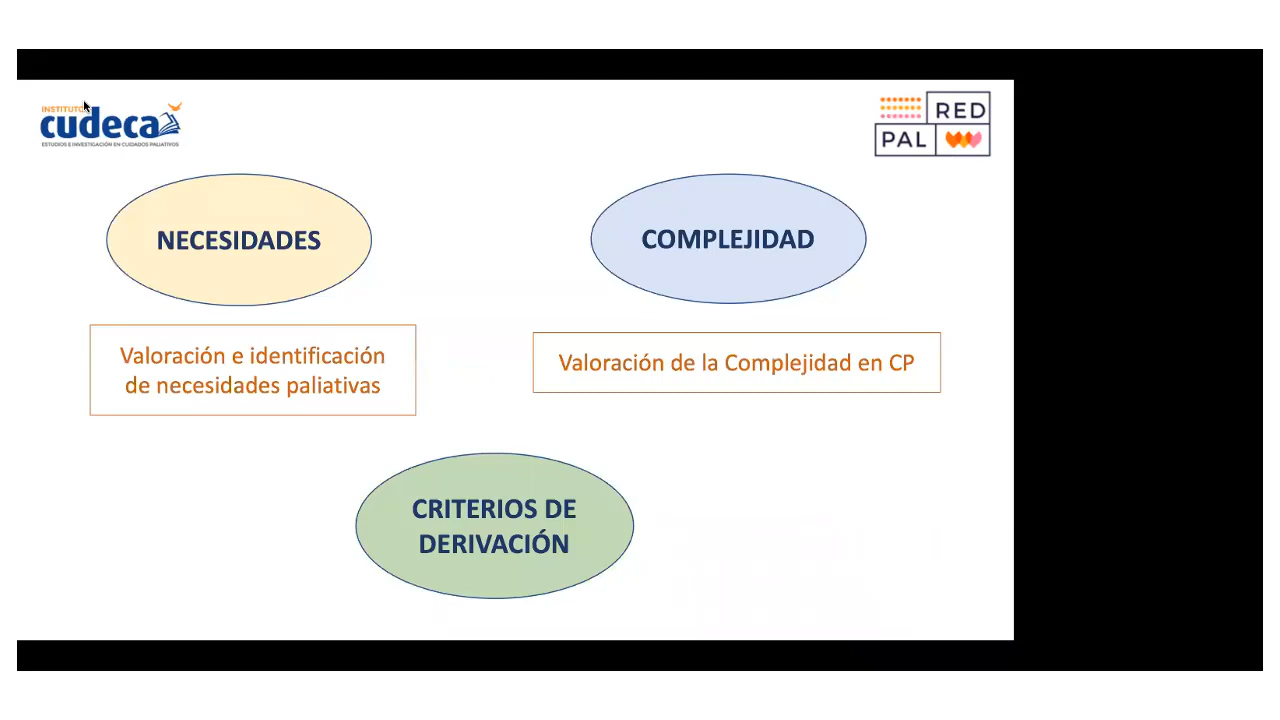 INSTITUTO
cudeca
ESTUDIOS E INVESTIGACIÓN EN CUIDADOS PALIATIVOS
RED
PAL
NECESIDADES
COMPLEJIDAD
Valoración e identificación
de necesidades paliativas
Valoración de la Complejidad en CP
CRITERIOS DE
DERIVACIÓN